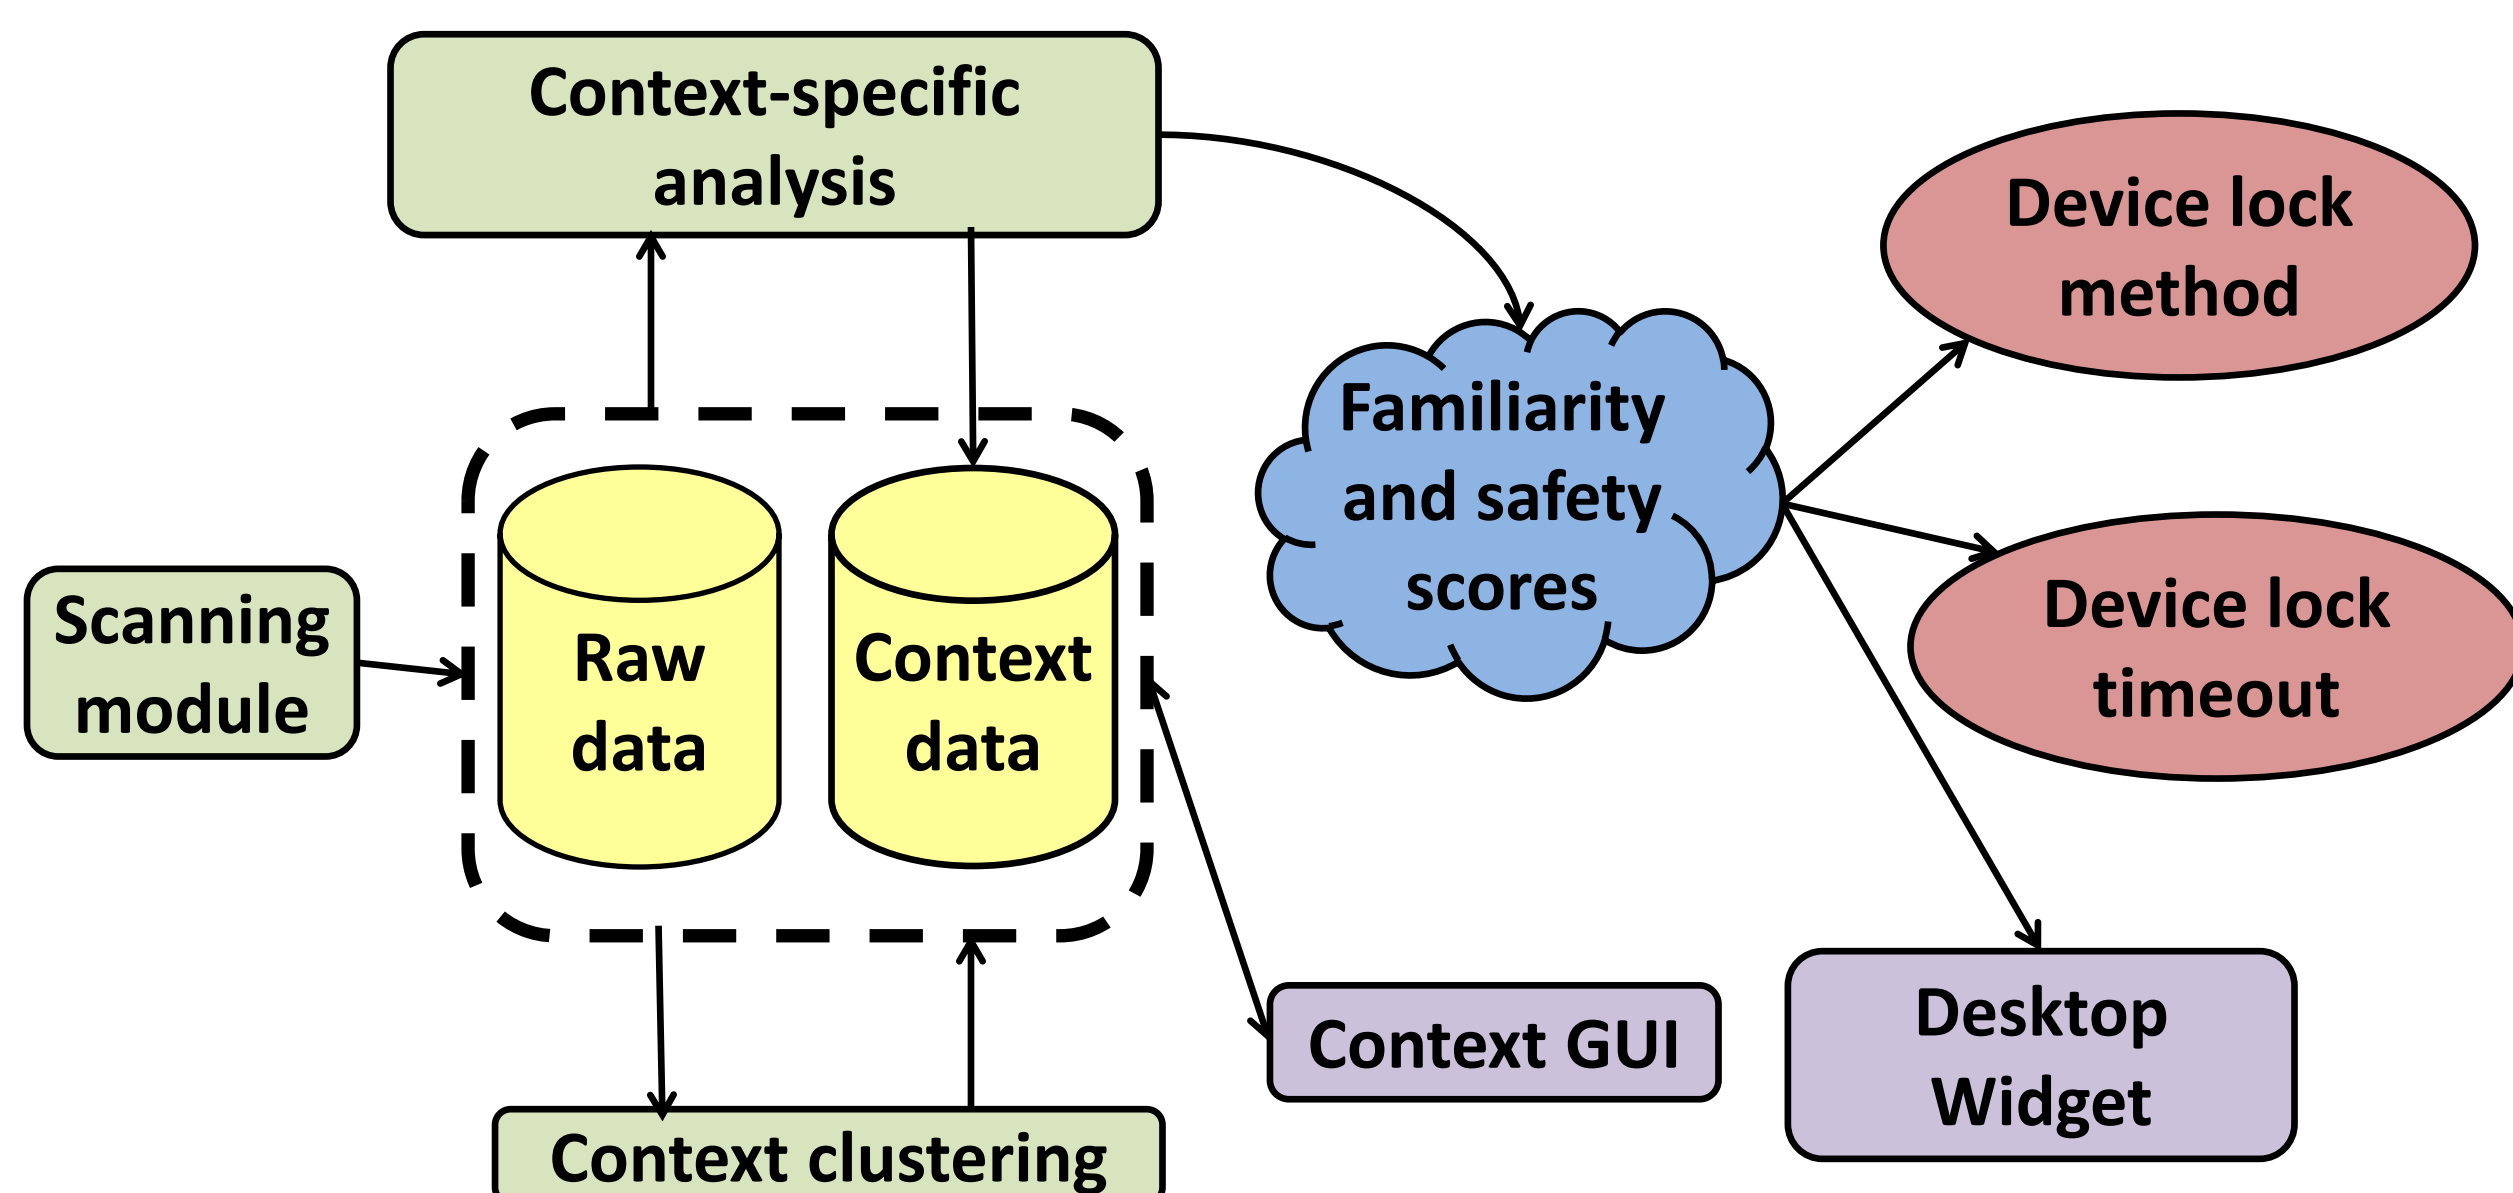 Context-specific
analysis
Device lock
method
Familiarity
and safety
scores
Scanning
module
Raw
data
Context
data
Device lock
timeout
Context GUI
Desktop
Widget
Context clustering